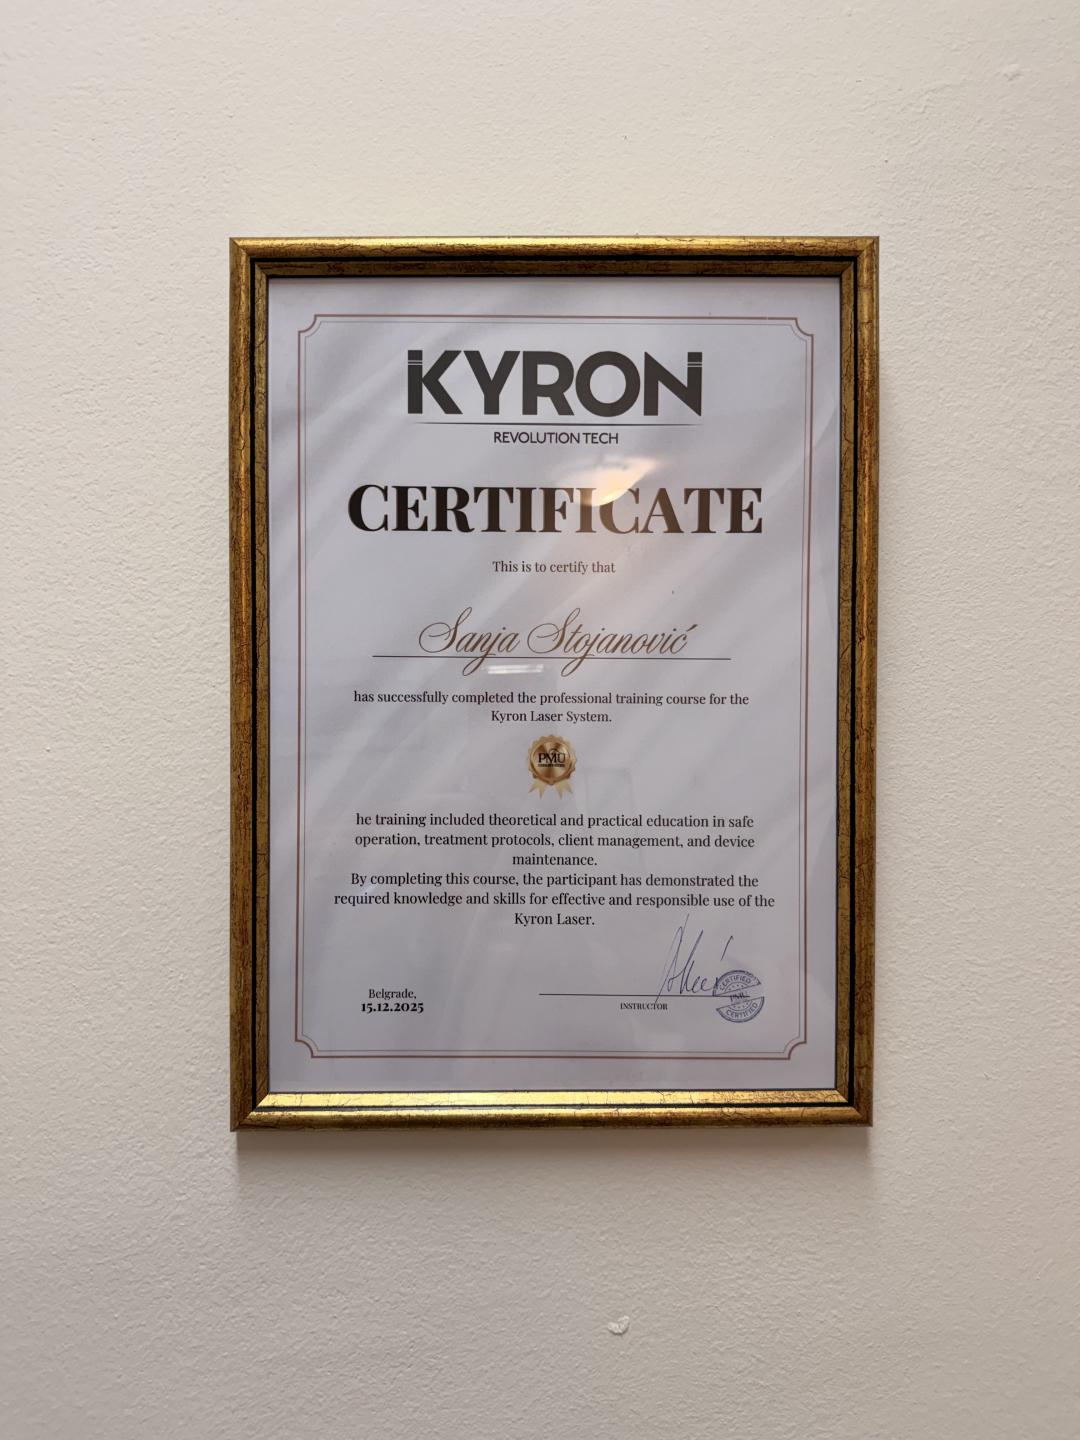 KYRON
REVOLUTION TECH
CERTIFICATE
This is to certify that
Sanja Stojanović
has successfully completed the professional training course for the
Kyron Laser System.
PMU
he training included theoretical and practical education in safe
operation, treatment protocols, client management, and device
maintenance.
By completing this course, the participant has demonstrated the
required knowledge and skills for effective and responsible use of the
Kyron Laser.
Belgrade,
15.12.2025
INSTRUCTOR
CERTIFIED
PMU
CERTIFIED